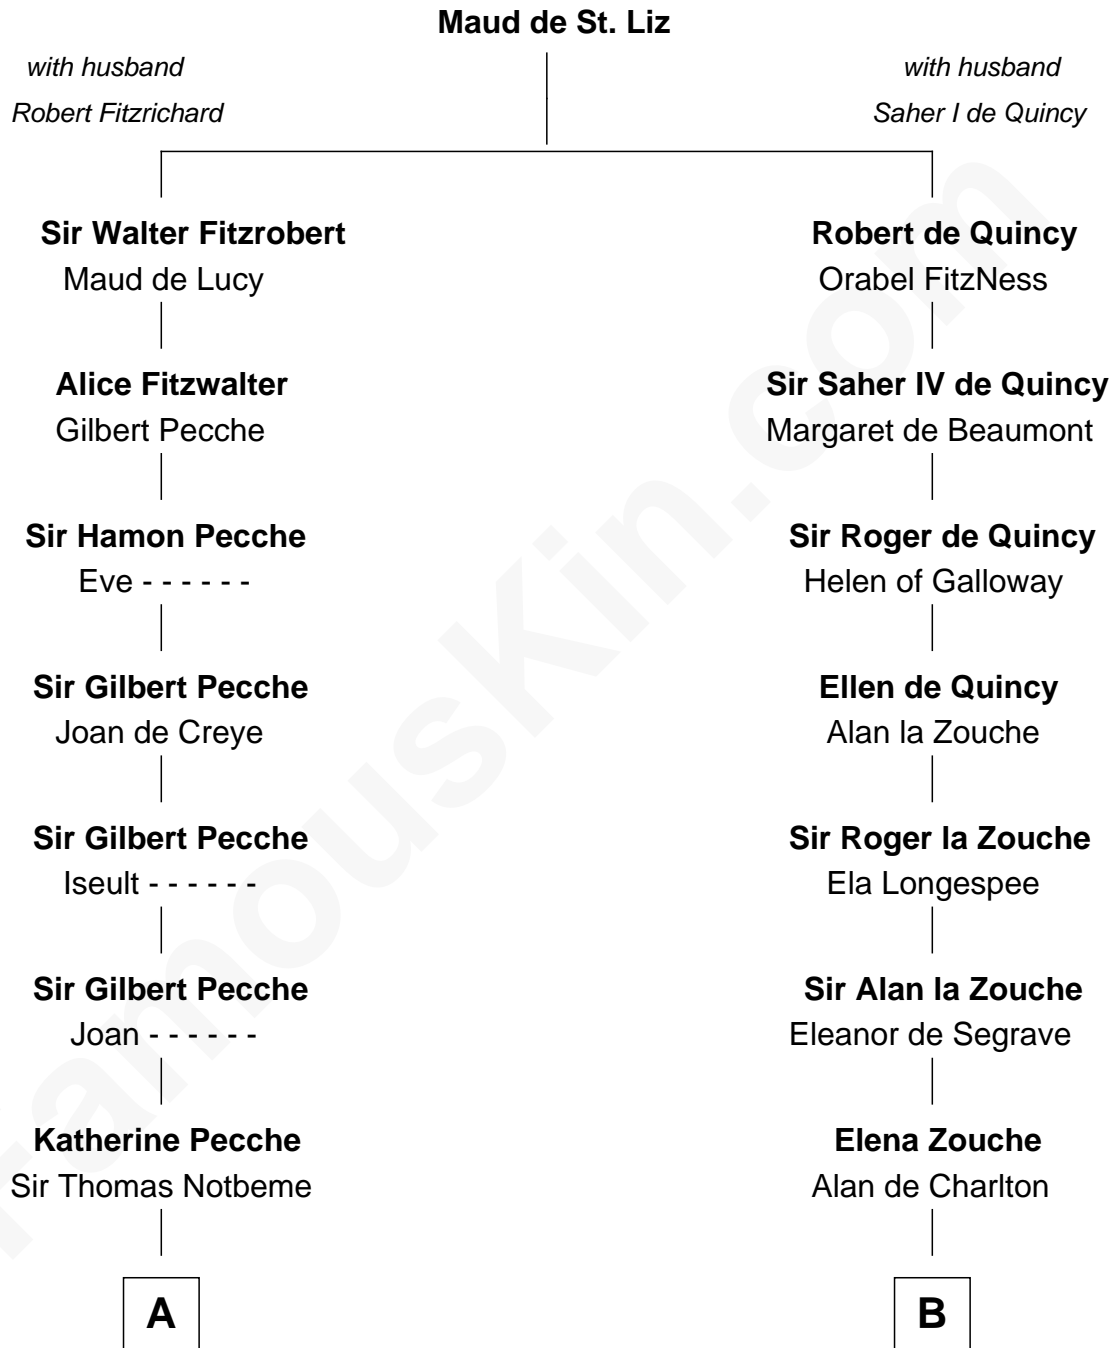 Maud de St. Liz
with husband
Robert Fitzrichard
with husband
Saher I de Quincy
Sir Walter Fitzrobert
Maud de Lucy
Robert de Quincy
Orabel FitzNess
Alice Fitzwalter
Gilbert Pecche
Sir Saher IV de Quincy
Margaret de Beaumont
Sir Hamon Pecche
Eve - - - - - -
Sir Roger de Quincy
Helen of Galloway
Sir Gilbert Pecche
Joan de Creye
Ellen de Quincy
Alan la Zouche
Sir Gilbert Pecche
Iseult - - - - - -
Sir Roger la Zouche
Ela Longespee
Sir Gilbert Pecche
Joan - - - - - -
Sir Alan la Zouche
Eleanor de Segrave
Katherine Pecche
Sir Thomas Notbeme
Elena Zouche
Alan de Charlton
A
B
FamousKin.com